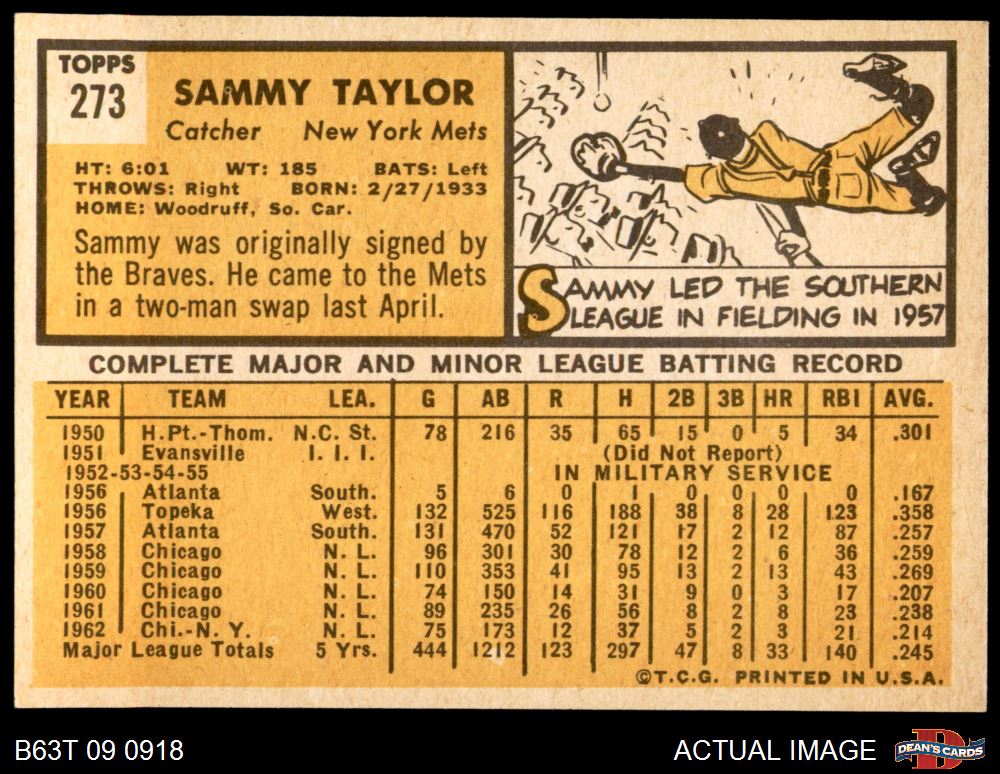 TOPPS
273
SAMMY TAYLOR
Catcher New York Mets
HT: 6:01 WT: 185 BATS: Left
THROWS: Right BORN: 2/27/1933
HOME: Woodruff, So. Car.
Sammy was originally signed by
the Braves. He came to the Mets
in a two-man swap last April.
SAMMY LED THE SOUTHERN
LEAGUE IN FIELDING IN 1957
COMPLETE MAJOR AND MINOR LEAGUE BATTING RECORD
YEAR TEAM LEA. G AB R H 2B 3B HR RBI AVG.
1950 H.Pt.-Thom. N.C. St. 78 216 35 65 15 0 5 34 .301
1951 Evansville I. I. I. (Did Not Report)
1952-53-54-55 IN MILITARY SERVICE
1956 Atlanta South. 5 6 0 1 0 0 0 0 .167
1956 Topeka West. 132 525 116 188 38 8 28 123 .358
1957 Atlanta South. 131 470 52 121 17 2 12 87 .257
1958 Chicago N. L. 96 301 30 78 12 2 6 36 .259
1959 Chicago N. L. 110 353 41 95 13 2 13 43 .269
1960 Chicago N. L. 74 150 14 31 9 0 3 17 .207
1961 Chicago N. L. 89 235 26 56 8 2 8 23 .238
1962 Chi.-N. Y. N. L. 75 173 12 37 5 2 3 21 .214
Major League Totals 5 Yrs. 444 1212 123 297 47 8 33 140 .245
©T.C.G. PRINTED IN U.S.A.
B63T 09 0918 ACTUAL IMAGE DEAN'S CARDS